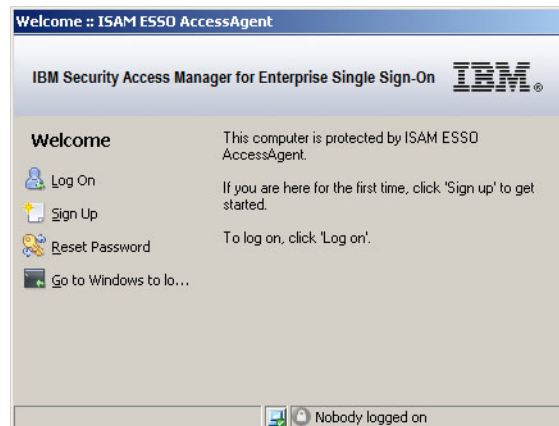 Welcome :: ISAM ESSO AccessAgent
IBM Security Access Manager for Enterprise Single Sign-On IBM®
Welcome
Log On
Sign Up
Reset Password
Go to Windows to lo...
This computer is protected by ISAM ESSO
AccessAgent.
If you are here for the first time, click 'Sign up' to get
started.
To log on, click 'Log on'.
Nobody logged on